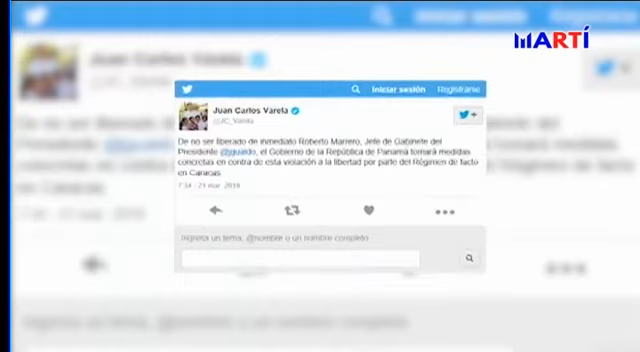 MARTÍ
Iniciar sesión Registrarse
Juan Carlos Varela
@JC_Varela
De no ser liberado de inmediato Roberto Marrero, Jefe de Gabinete del
Presidente @jguaido, el Gobierno de la República de Panamá tomará medidas
concretas en contra de esta violación a la libertad por parte del Régimen de facto
en Caracas
7:34 - 21 mar. 2019
Ingresa un tema, @nombre o un nombre completo